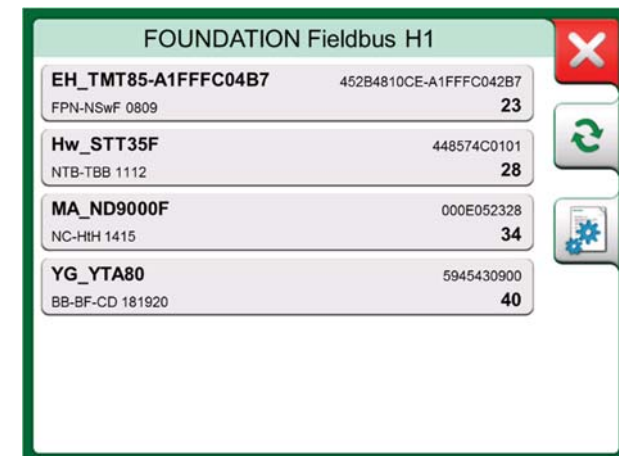 FOUNDATION Fieldbus H1
EH_TMT85-A1FFFC04B7 452B4810CE-A1FFFC042B7
FPN-NSwF 0809 23
Hw_STT35F 448574C0101
NTB-TBB 1112 28
MA_ND9000F 000E052328
NC-HtH 1415 34
YG_YTA80 5945430900
BB-BF-CD 181920 40